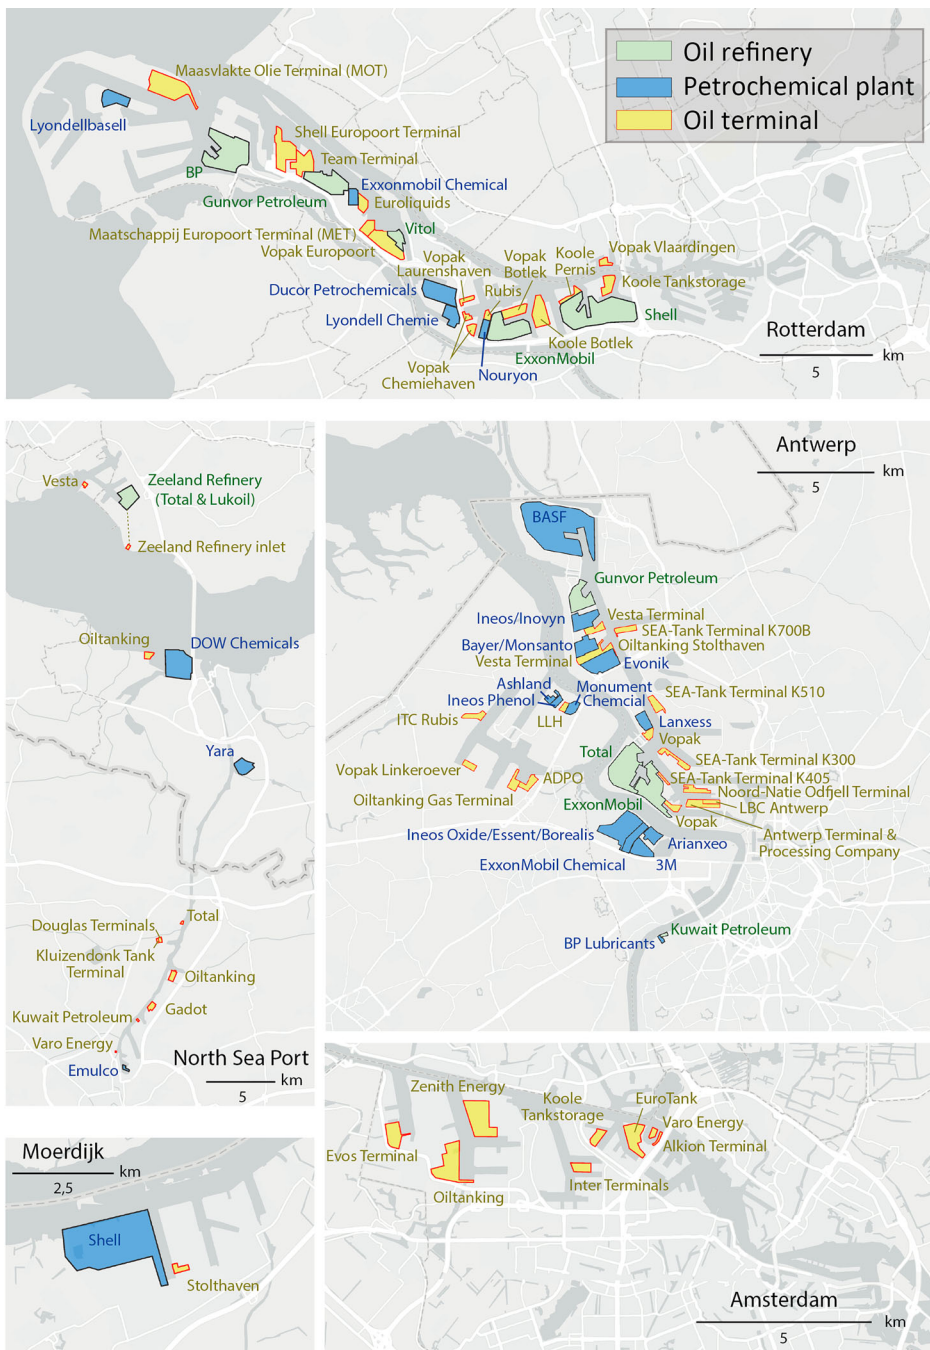 Oil refinery
Petrochemical plant
Oil terminal
Maasvlakte Olie Terminal (MOT)
Lyondellbasell
BP
Shell Europoort Terminal
Team Terminal
Gunvor Petroleum
Exxonmobil Chemical
Euroliquids
Maatschappij Europoort Terminal (MET)
Vopak Europoort
Vitol
Vopak
Laurenshaven
Vopak
Botlek
Koole
Pernis
Vopak Vlaardingen
Koole Tankstorage
Ducor Petrochemicals
Rubis
Lyondell Chemie
Shell
Koole Botlek
ExxonMobil
Vopak
Chemiehaven
Nouryon
Rotterdam
km
5
Vesta
Zeeland Refinery
(Total & Lukoil)
Zeeland Refinery inlet
Oiltanking
DOW Chemicals
Yara
Total
Douglas Terminals
Kluizendonk Tank
Terminal
Oiltanking
Gadot
Kuwait Petroleum
Varo Energy
Emulco
North Sea Port
km
5
Antwerp
km
5
BASF
Gunvor Petroleum
Ineos/Inovyn
Vesta Terminal
SEA-Tank Terminal K700B
Bayer/Monsanto
Oiltanking Stolthaven
Vesta Terminal
Evonik
Ashland
Monument
Chemcial
Ineos Phenol
LLH
SEA-Tank Terminal K510
ITC Rubis
Lanxess
Vopak
Total
SEA-Tank Terminal K300
Vopak Linkeroever
ADPO
SEA-Tank Terminal K405
Noord-Natie Odfjell Terminal
Oiltanking Gas Terminal
ExxonMobil
LBC Antwerp
Vopak
Ineos Oxide/Essent/Borealis
Arianxeo
Antwerp Terminal &
Processing Company
ExxonMobil Chemical
3M
Kuwait Petroleum
BP Lubricants
Moerdijk
km
2,5
Shell
Stolthaven
Zenith Energy
Koole
Tankstorage
EuroTank
Varo Energy
Alkion Terminal
Evos Terminal
Oiltanking
Inter Terminals
Amsterdam
km
5